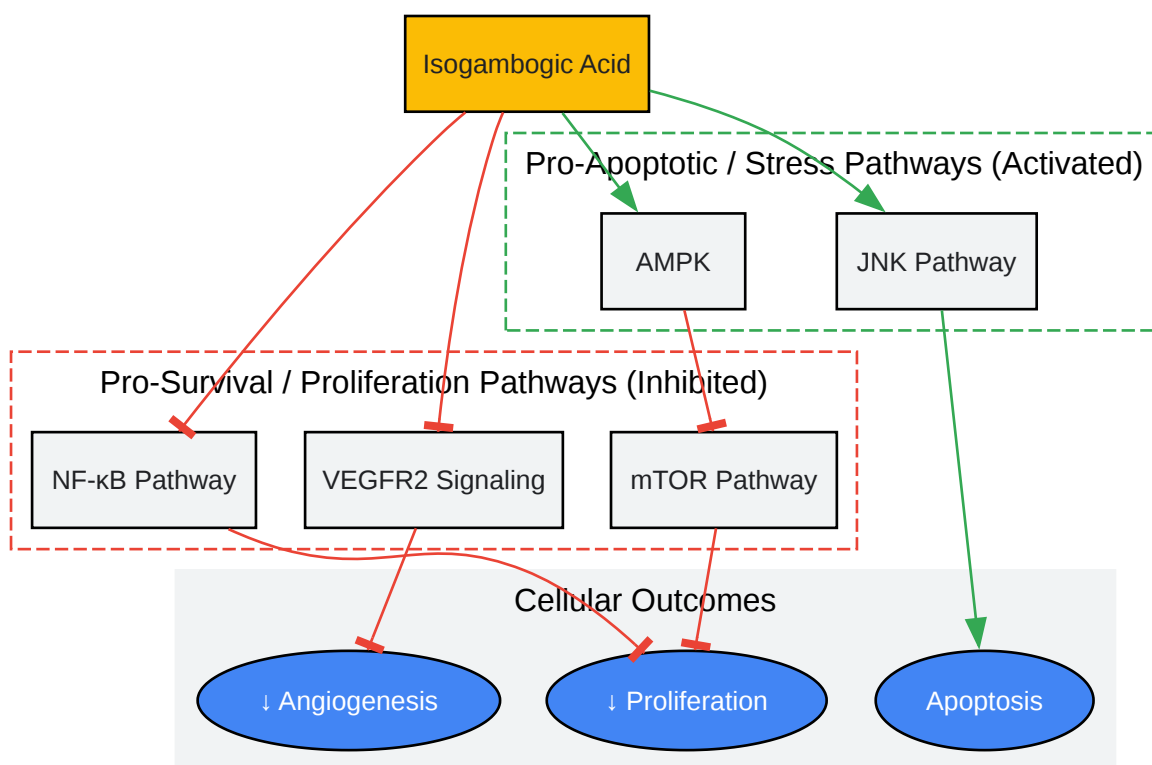 Isogambogic Acid
Pro-Apoptotic / Stress Pathways (Activated)
AMPK
JNK Pathway
Pro-Survival / Proliferation Pathways (Inhibited)
NF-κB Pathway
VEGFR2 Signaling
mTOR Pathway
Cellular Outcomes
↓ Angiogenesis
↓ Proliferation
Apoptosis